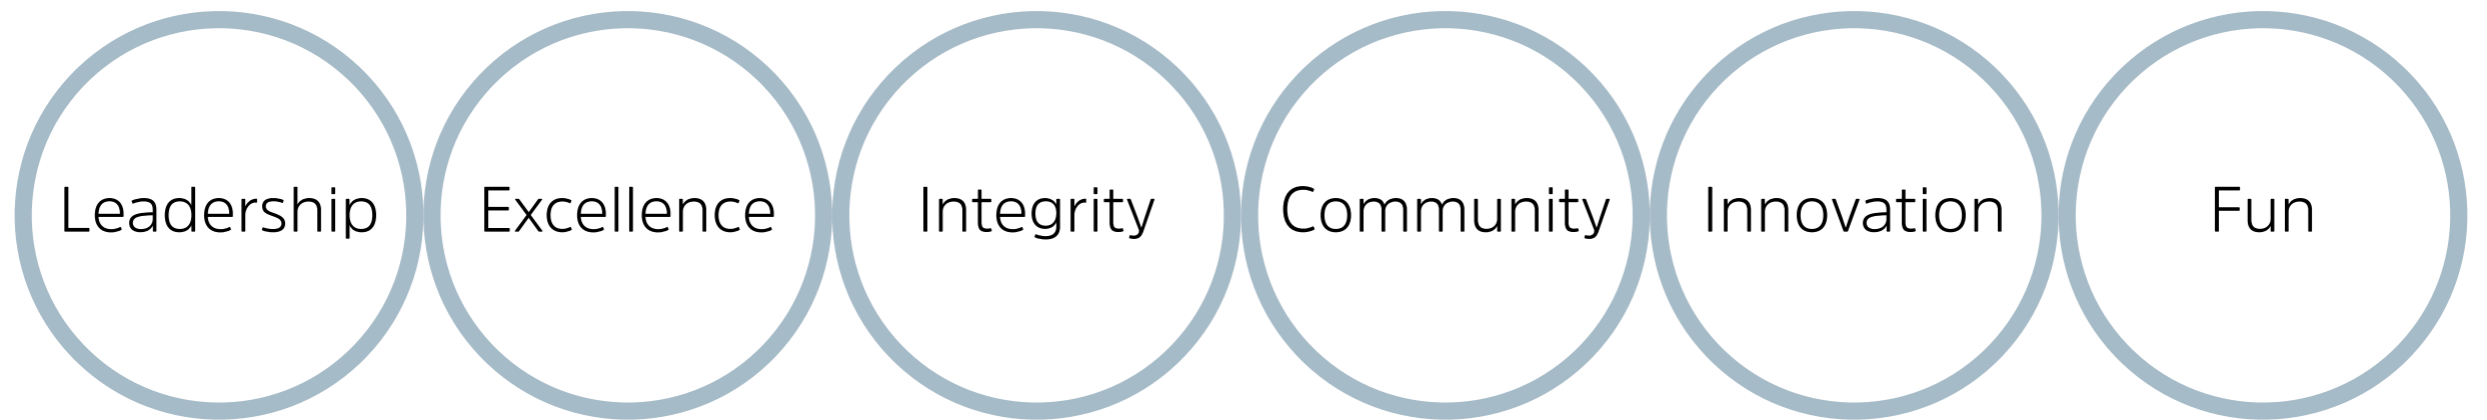 Leadership
Excellence
Integrity
Community
Innovation
Fun